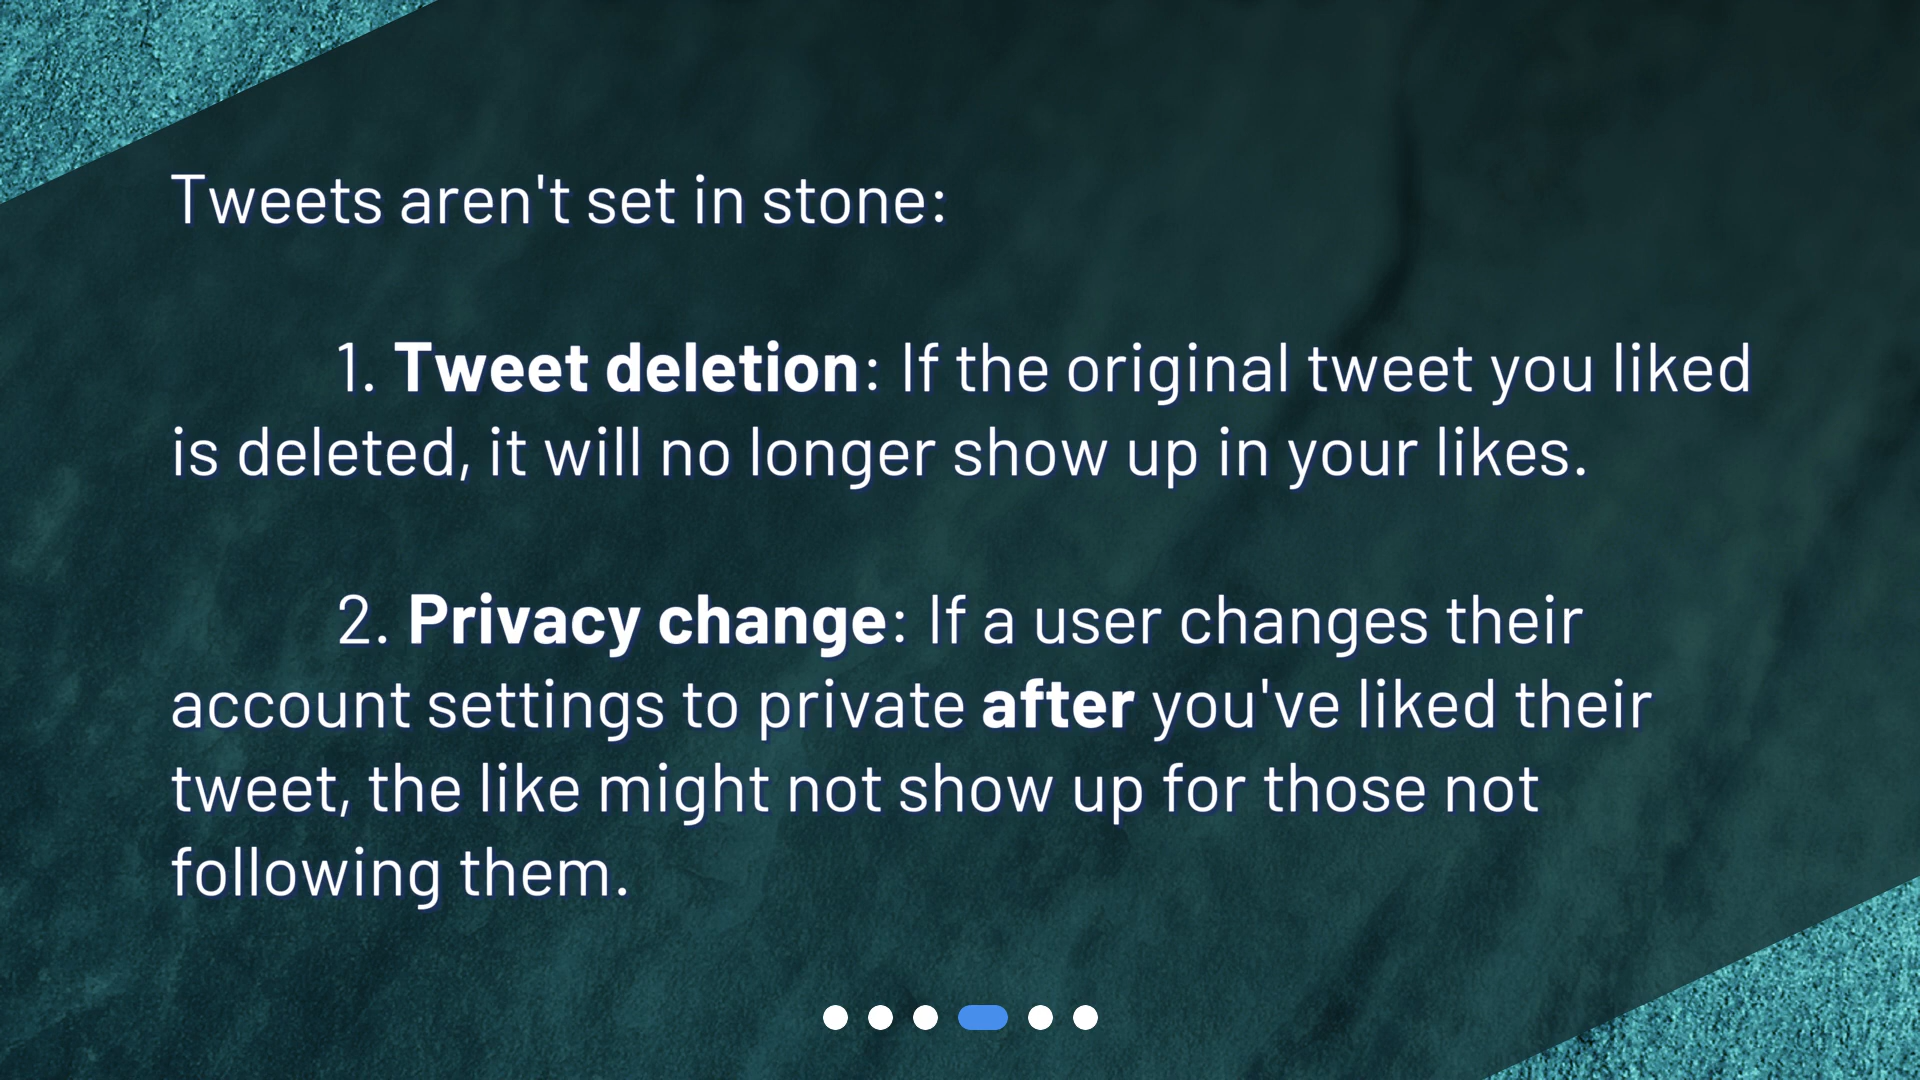 Tweets aren't set in stone:
1. Tweet deletion: If the original tweet you liked
is deleted, it will no longer show up in your likes.
2. Privacy change: If a user changes their
account settings to private after you've liked their
tweet, the like might not show up for those not
following them.